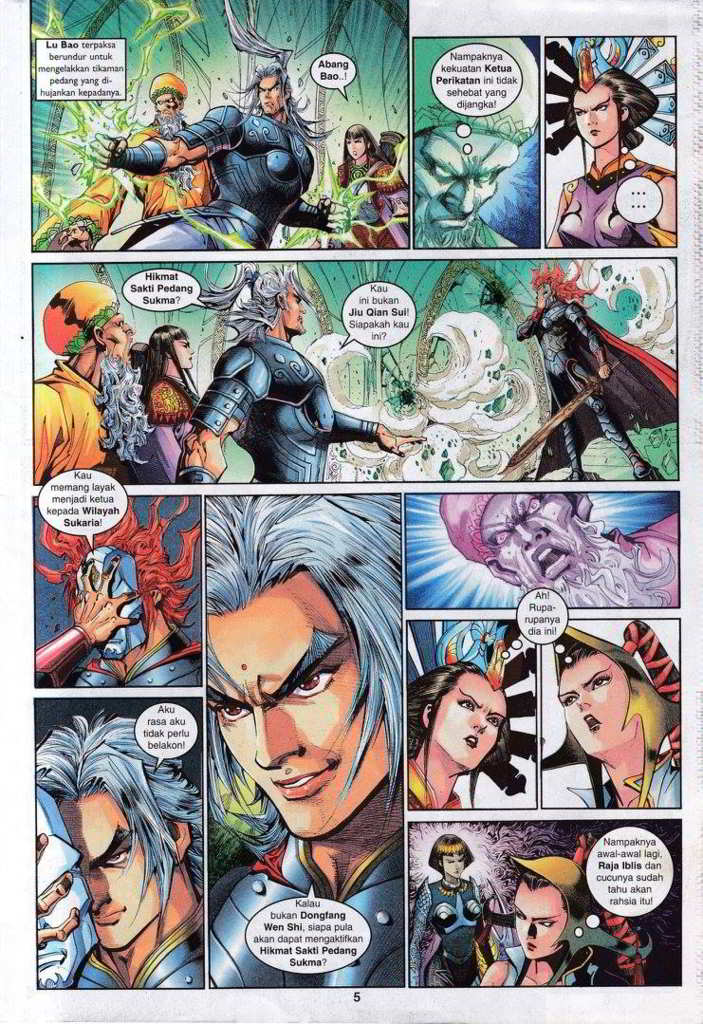 Lu Bao terpaksa
berundur untuk
mengelakkan tikaman
pedang yang di-
hujankan kepadanya.
Abang
Bao..!
Nampaknya
kekuatan Ketua
Perikatan ini tidak
sehebat yang
dijangka!
...
...
Hikmat
Sakti Pedang
Sukma?
Kau
ini bukan
Jiu Qian Sui!
Siapakah kau
ini?
Kau
memang layak
menjadi ketua
kepada Wilayah
Sukaria!
Aku
rasa aku
tidak perlu
belakon!
Kalau
bukan Dongfang
Wen Shi, siapa pula
akan dapat mengaktifkan
Hikmat Sakti Pedang
Sukma?
Ah!
Rupa-
rupanya
dia ini!
Nampaknya
awal-awal lagi,
Raja Iblis dan
cucunya sudah
tahu akan
rahsia itu!
5